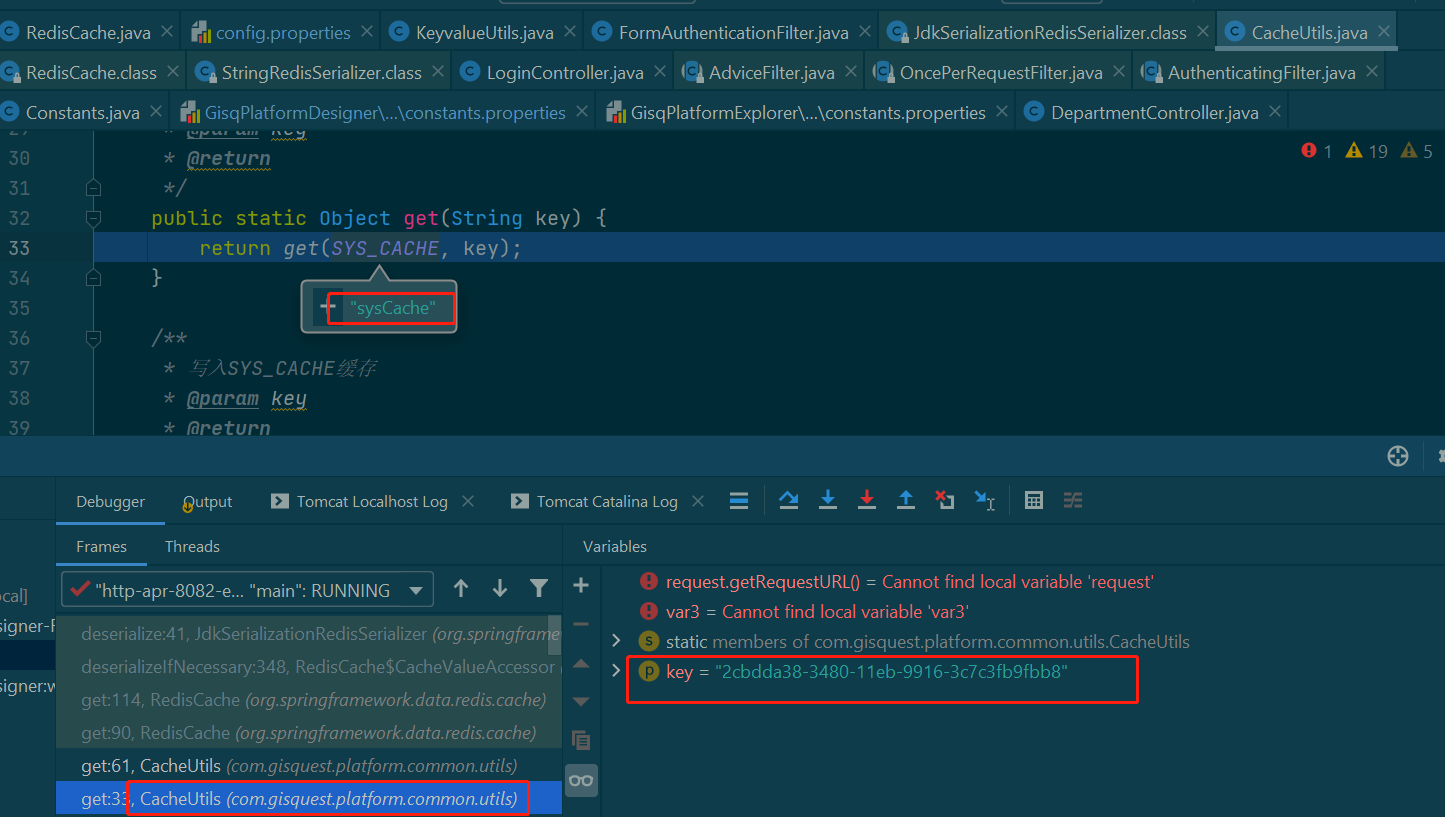 RedisCache.java config.properties KeyvalueUtils.java FormAuthenticationFilter.java JdkSerializationRedisSerializer.class CacheUtils.java
RedisCache.class StringRedisSerializer.class LoginController.java AdviceFilter.java OncePerRequestFilter.java AuthenticatingFilter.java
Constants.java GisqPlatformDesigner\...\constants.properties GisqPlatformExplorer\...\constants.properties DepartmentController.java
29 * @param key
30 * @return 1 19 5
31 */
32 public static Object get(String key) {
33 return get(SYS_CACHE, key);
34 }
35 + "sysCache"
36 /**
37 * 写入SYS_CACHE缓存
38 * @param key
39 * @return
Debugger Output Tomcat Localhost Log Tomcat Catalina Log
Frames Threads Variables
"http-apr-8082-e... "main": RUNNING
request.getRequestURL() = Cannot find local variable 'request'
var3 = Cannot find local variable 'var3'
static members of com.gisquest.platform.common.utils.CacheUtils
key = "2cbdda38-3480-11eb-9916-3c7c3fb9fbb8"
ocal]
signer-F
signer:w
deserialize:41, JdkSerializationRedisSerializer (org.springframe
deserializeIfNecessary:348, RedisCache$CacheValueAccessor (
get:114, RedisCache (org.springframework.data.redis.cache)
get:90, RedisCache (org.springframework.data.redis.cache)
get:61, CacheUtils (com.gisquest.platform.common.utils)
get:33, CacheUtils (com.gisquest.platform.common.utils)